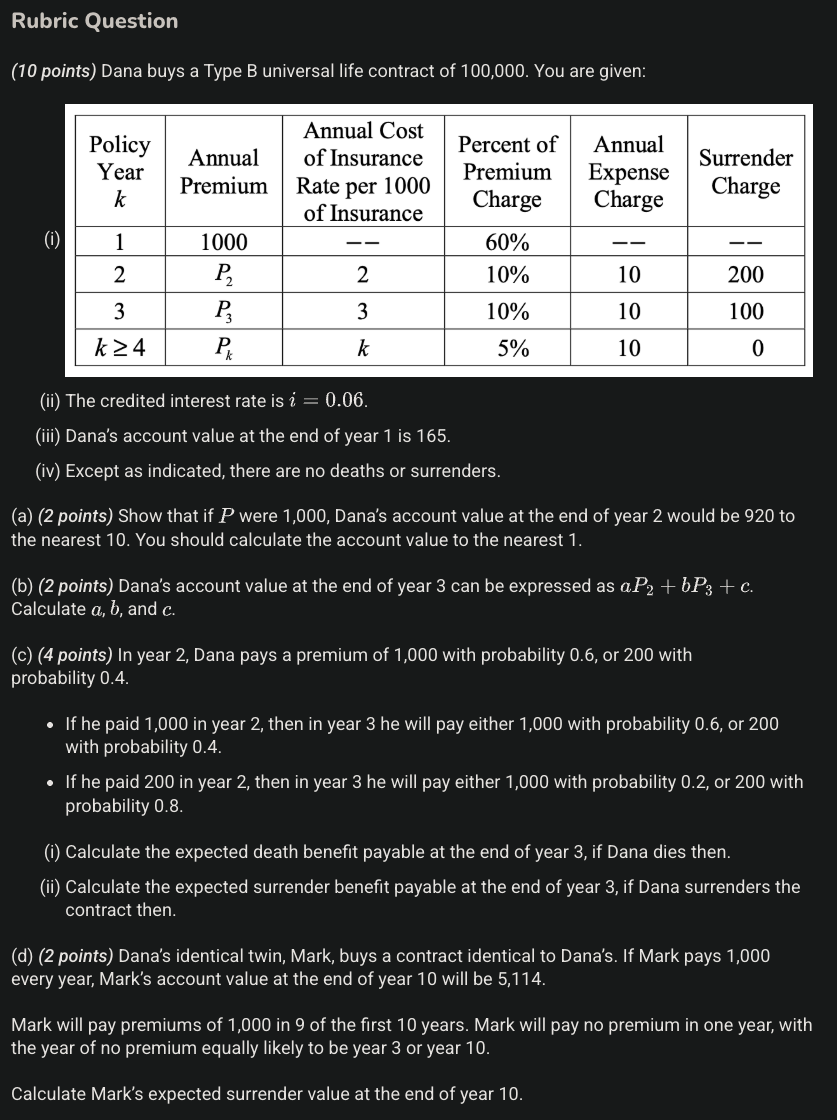 Rubric Question
(10 points) Dana buys a Type B universal life contract of 100,000. You are given:
Policy Year k | Annual Premium | Annual Cost of Insurance Rate per 1000 of Insurance | Percent of Premium Charge | Annual Expense Charge | Surrender Charge
(i) 1 | 1000 | –– | 60% | –– | ––
2 | P₂ | 2 | 10% | 10 | 200
3 | P₃ | 3 | 10% | 10 | 100
k ≥ 4 | Pₖ | k | 5% | 10 | 0
(ii) The credited interest rate is i = 0.06.
(iii) Dana’s account value at the end of year 1 is 165.
(iv) Except as indicated, there are no deaths or surrenders.
(a) (2 points) Show that if P were 1,000, Dana’s account value at the end of year 2 would be 920 to
the nearest 10. You should calculate the account value to the nearest 1.
(b) (2 points) Dana’s account value at the end of year 3 can be expressed as aP₂ + bP₃ + c.
Calculate a, b, and c.
(c) (4 points) In year 2, Dana pays a premium of 1,000 with probability 0.6, or 200 with
probability 0.4.
• If he paid 1,000 in year 2, then in year 3 he will pay either 1,000 with probability 0.6, or 200
with probability 0.4.
• If he paid 200 in year 2, then in year 3 he will pay either 1,000 with probability 0.2, or 200 with
probability 0.8.
(i) Calculate the expected death benefit payable at the end of year 3, if Dana dies then.
(ii) Calculate the expected surrender benefit payable at the end of year 3, if Dana surrenders the
contract then.
(d) (2 points) Dana’s identical twin, Mark, buys a contract identical to Dana’s. If Mark pays 1,000
every year, Mark’s account value at the end of year 10 will be 5,114.
Mark will pay premiums of 1,000 in 9 of the first 10 years. Mark will pay no premium in one year, with
the year of no premium equally likely to be year 3 or year 10.
Calculate Mark’s expected surrender value at the end of year 10.